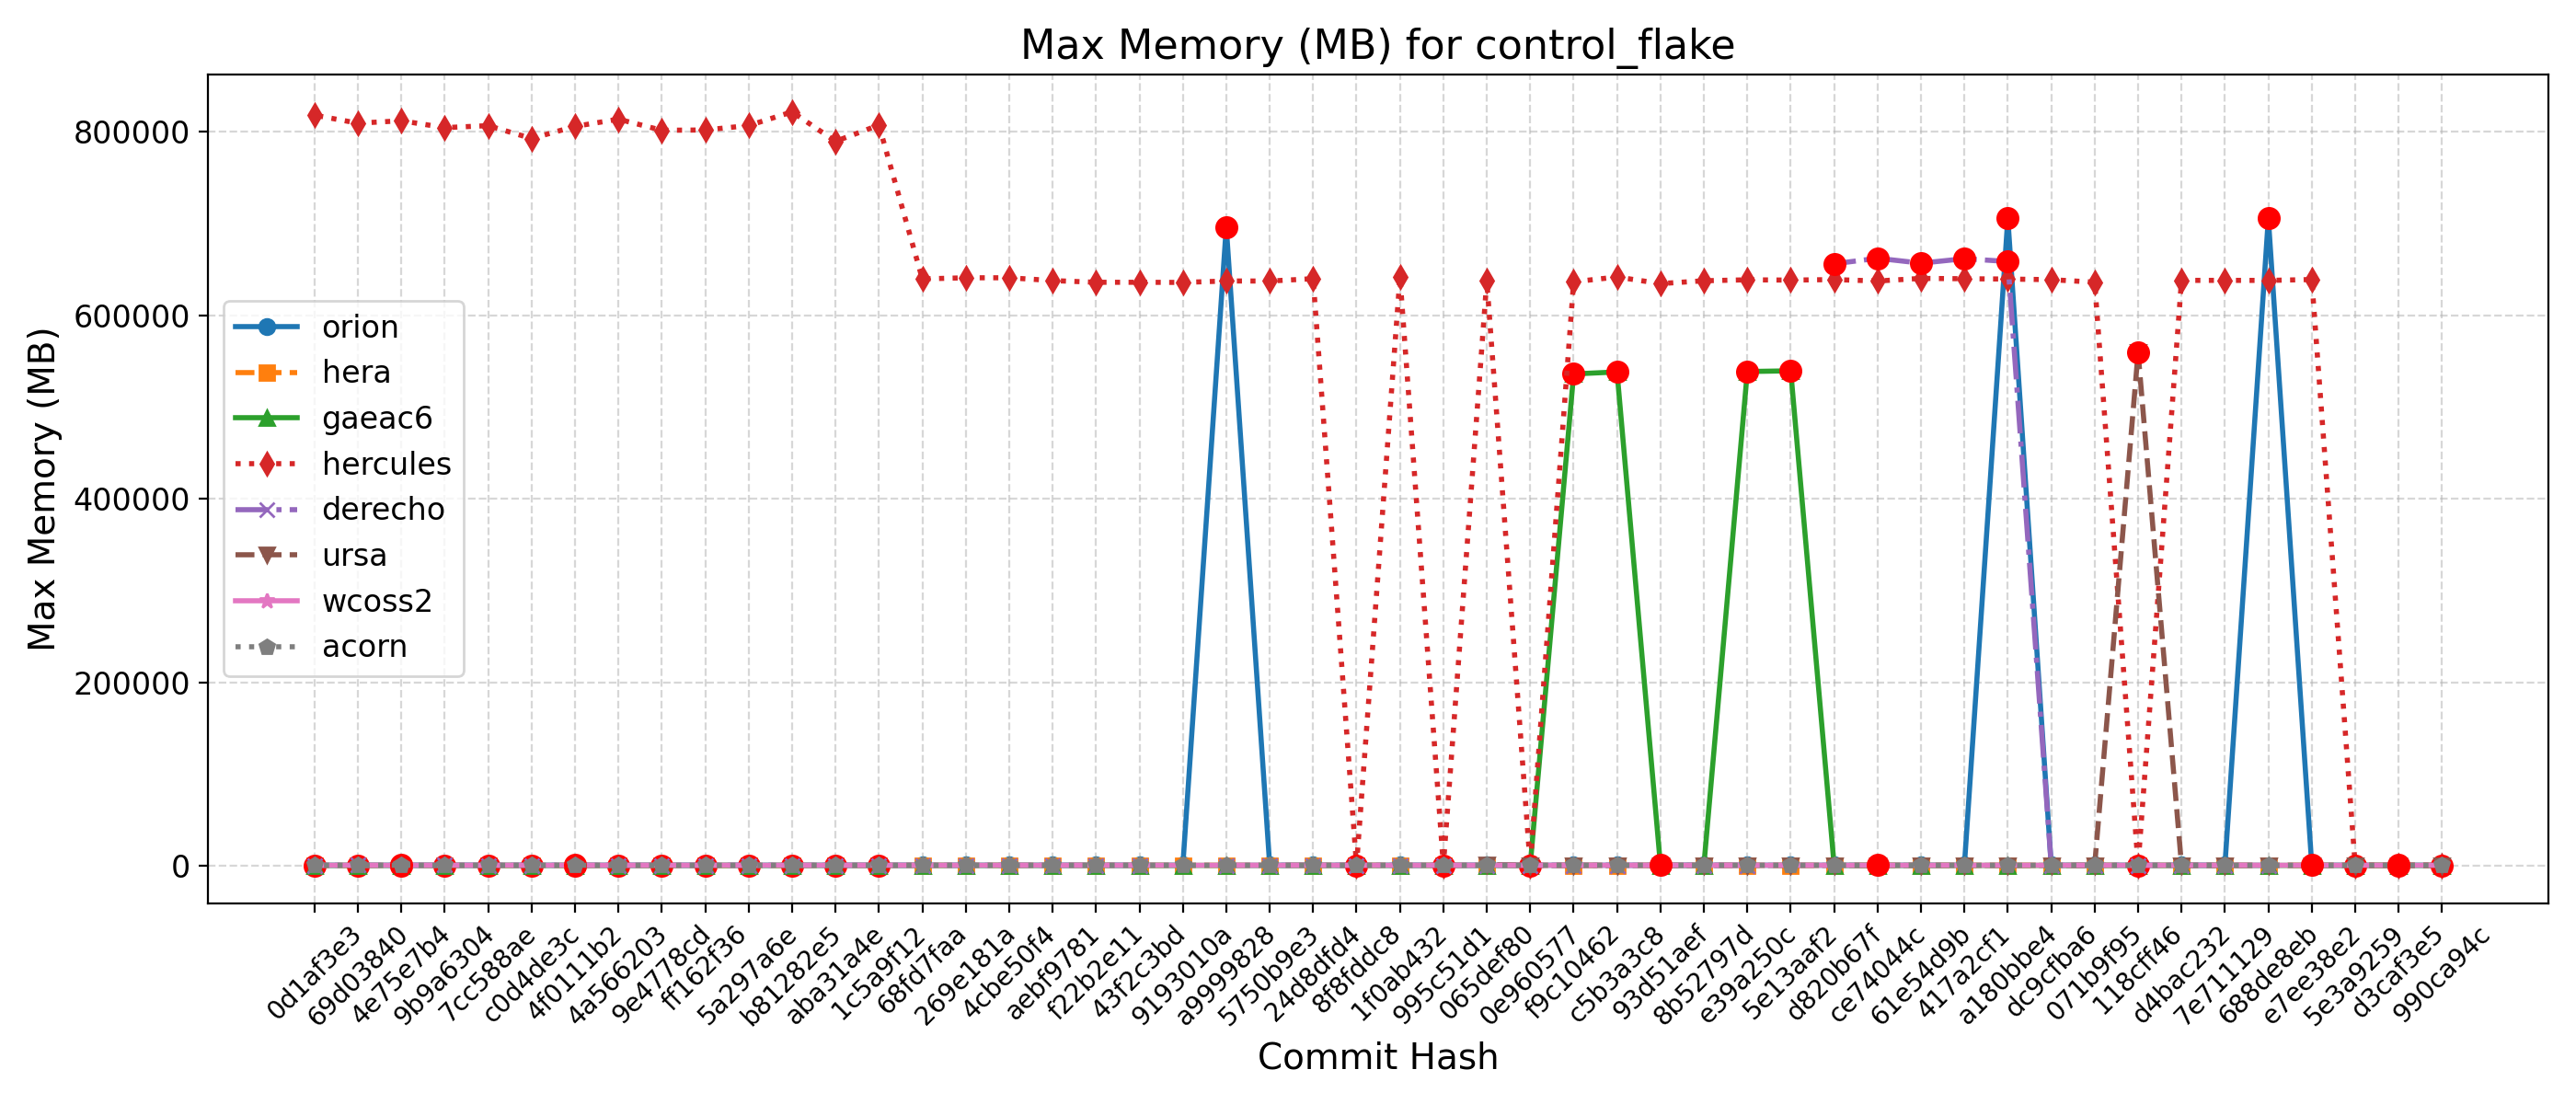 Max Memory (MB) for control_flake
Max Memory (MB)
800000
600000
400000
200000
0
orion
hera
gaeac6
hercules
derecho
ursa
wcoss2
acorn
0d1af3e3
69d03840
4e75e7b4
9b9a6304
7cc588ae
c0d4de3c
4f0111b2
4a566203
9e4778cd
ff162f36
5a297a6e
b81282e5
aba31a4e
1c5a9f12
68fd7faa
269e181a
4cbe50f4
aebf9781
f22b2e11
43f2c3bd
9193010a
a9999828
5750b9e3
24d8dfd4
8f8fddc8
1f0ab432
995c51d1
065def80
0e960577
f9c10462
c5b3a3c8
93d51aef
8b52797d
e39a250c
5e13aaf2
d820b67f
ce74044c
61e54d9b
417a2cf1
a180bbe4
dc9cfba6
071b9f95
118cff46
d4bac232
7e711129
688de8eb
e7ee38e2
5e3a9259
d3caf3e5
990ca94c
Commit Hash